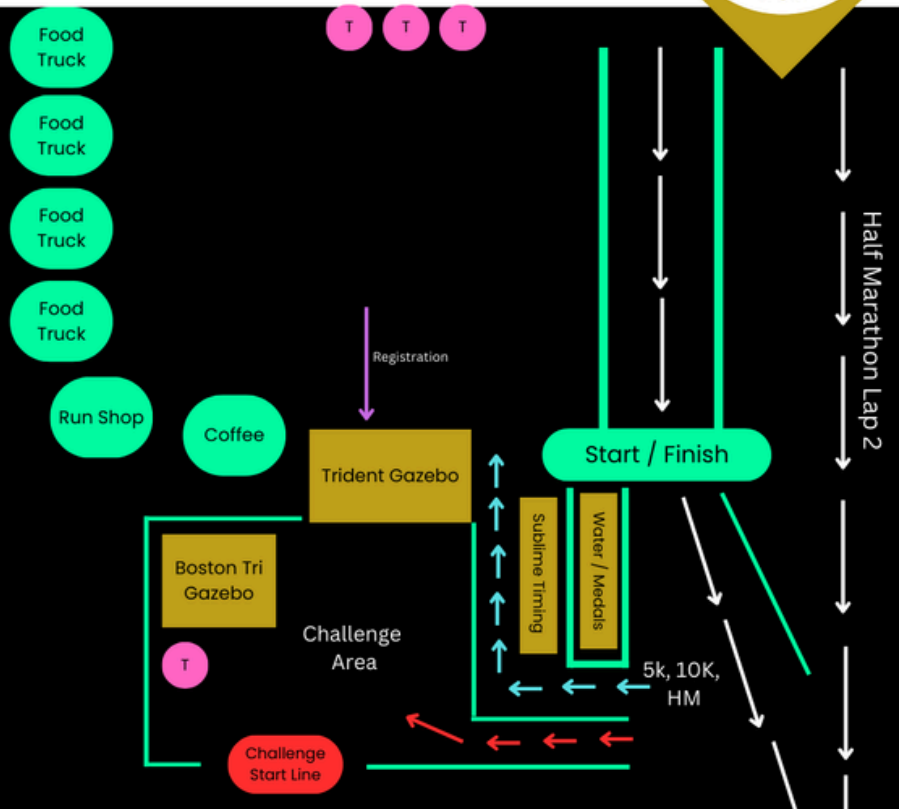 Food
Truck
T
T
T
Food
Truck
Food
Truck
Food
Truck
Half Marathon Lap 2
Registration
Run Shop
Coffee
Trident Gazebo
Start / Finish
Sublime Timing
Water / Medals
Boston Tri
Gazebo
T
Challenge
Area
5k, 10K,
HM
Challenge
Start Line